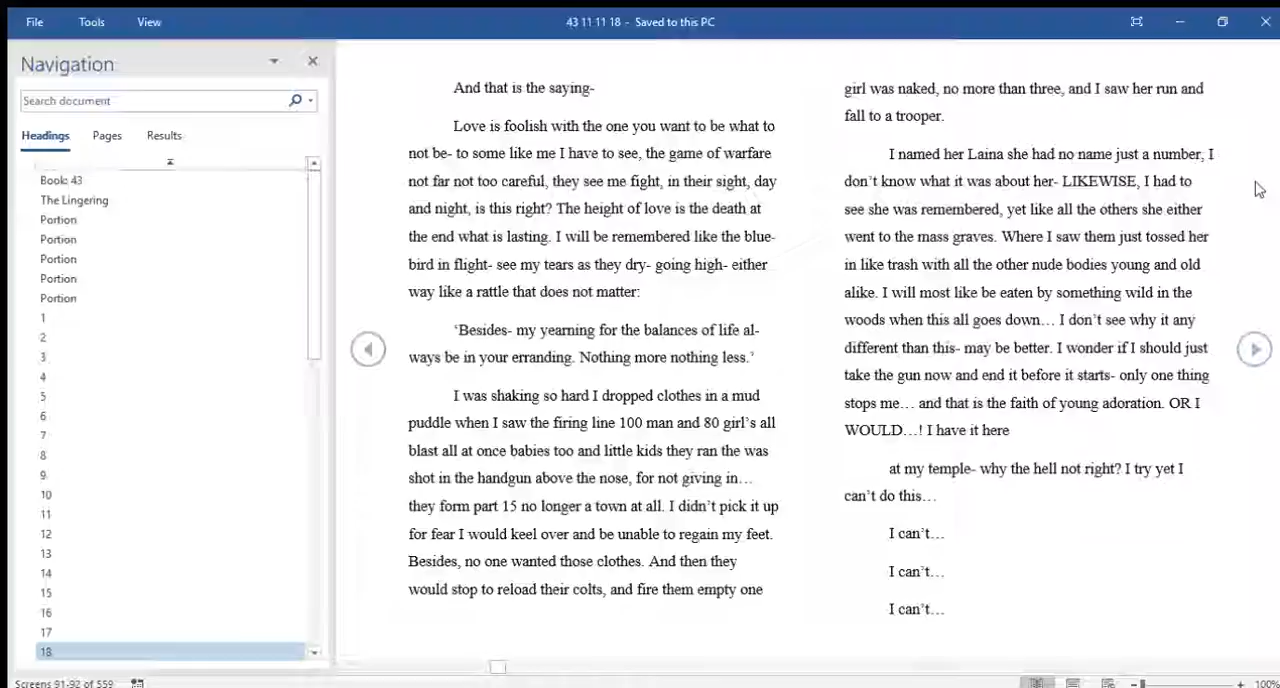 File Tools View 43 11 11 18 - Saved to this PC
Navigation
Search document
Headings Pages Results
Book: 43
The Lingering
Portion
Portion
Portion
Portion
Portion
1
2
3
4
5
6
7
8
9
10
11
12
13
14
15
16
17
18
And that is the saying-
Love is foolish with the one you want to be what to
not be- to some like me I have to see, the game of warfare
not far not too careful, they see me fight, in their sight, day
and night, is this right? The height of love is the death at
the end what is lasting. I will be remembered like the blue-
bird in flight- see my tears as they dry- going high- either
way like a rattle that does not matter:
‘Besides- my yearning for the balances of life al-
ways be in your erranding. Nothing more nothing less.’
I was shaking so hard I dropped clothes in a mud
puddle when I saw the firing line 100 man and 80 girl’s all
blast all at once babies too and little kids they ran the was
shot in the handgun above the nose, for not giving in…
they form part 15 no longer a town at all. I didn’t pick it up
for fear I would keel over and be unable to regain my feet.
Besides, no one wanted those clothes. And then they
would stop to reload their colts, and fire them empty one
girl was naked, no more than three, and I saw her run and
fall to a trooper.
I named her Laina she had no name just a number, I
don’t know what it was about her- LIKEWISE, I had to
see she was remembered, yet like all the others she either
went to the mass graves. Where I saw them just tossed her
in like trash with all the other nude bodies young and old
alike. I will most like be eaten by something wild in the
woods when this all goes down… I don’t see why it any
different than this- may be better. I wonder if I should just
take the gun now and end it before it starts- only one thing
stops me… and that is the faith of young adoration. OR I
WOULD…! I have it here
at my temple- why the hell not right? I try yet I
can’t do this…
I can’t…
I can’t…
I can’t…
Screens 91-92 of 559
100%